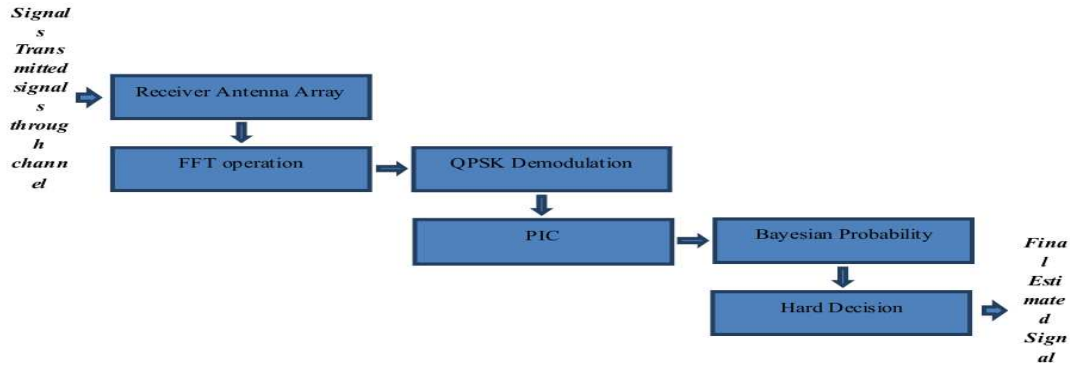 Signal
s
Trans
mitted
signal
s
throug
h
chann
el
Receiver Antenna Array
FFT operation
QPSK Demodulation
PIC
Bayesian Probability
Hard Decision
Fina
l
Esti
mate
d
Sign
al